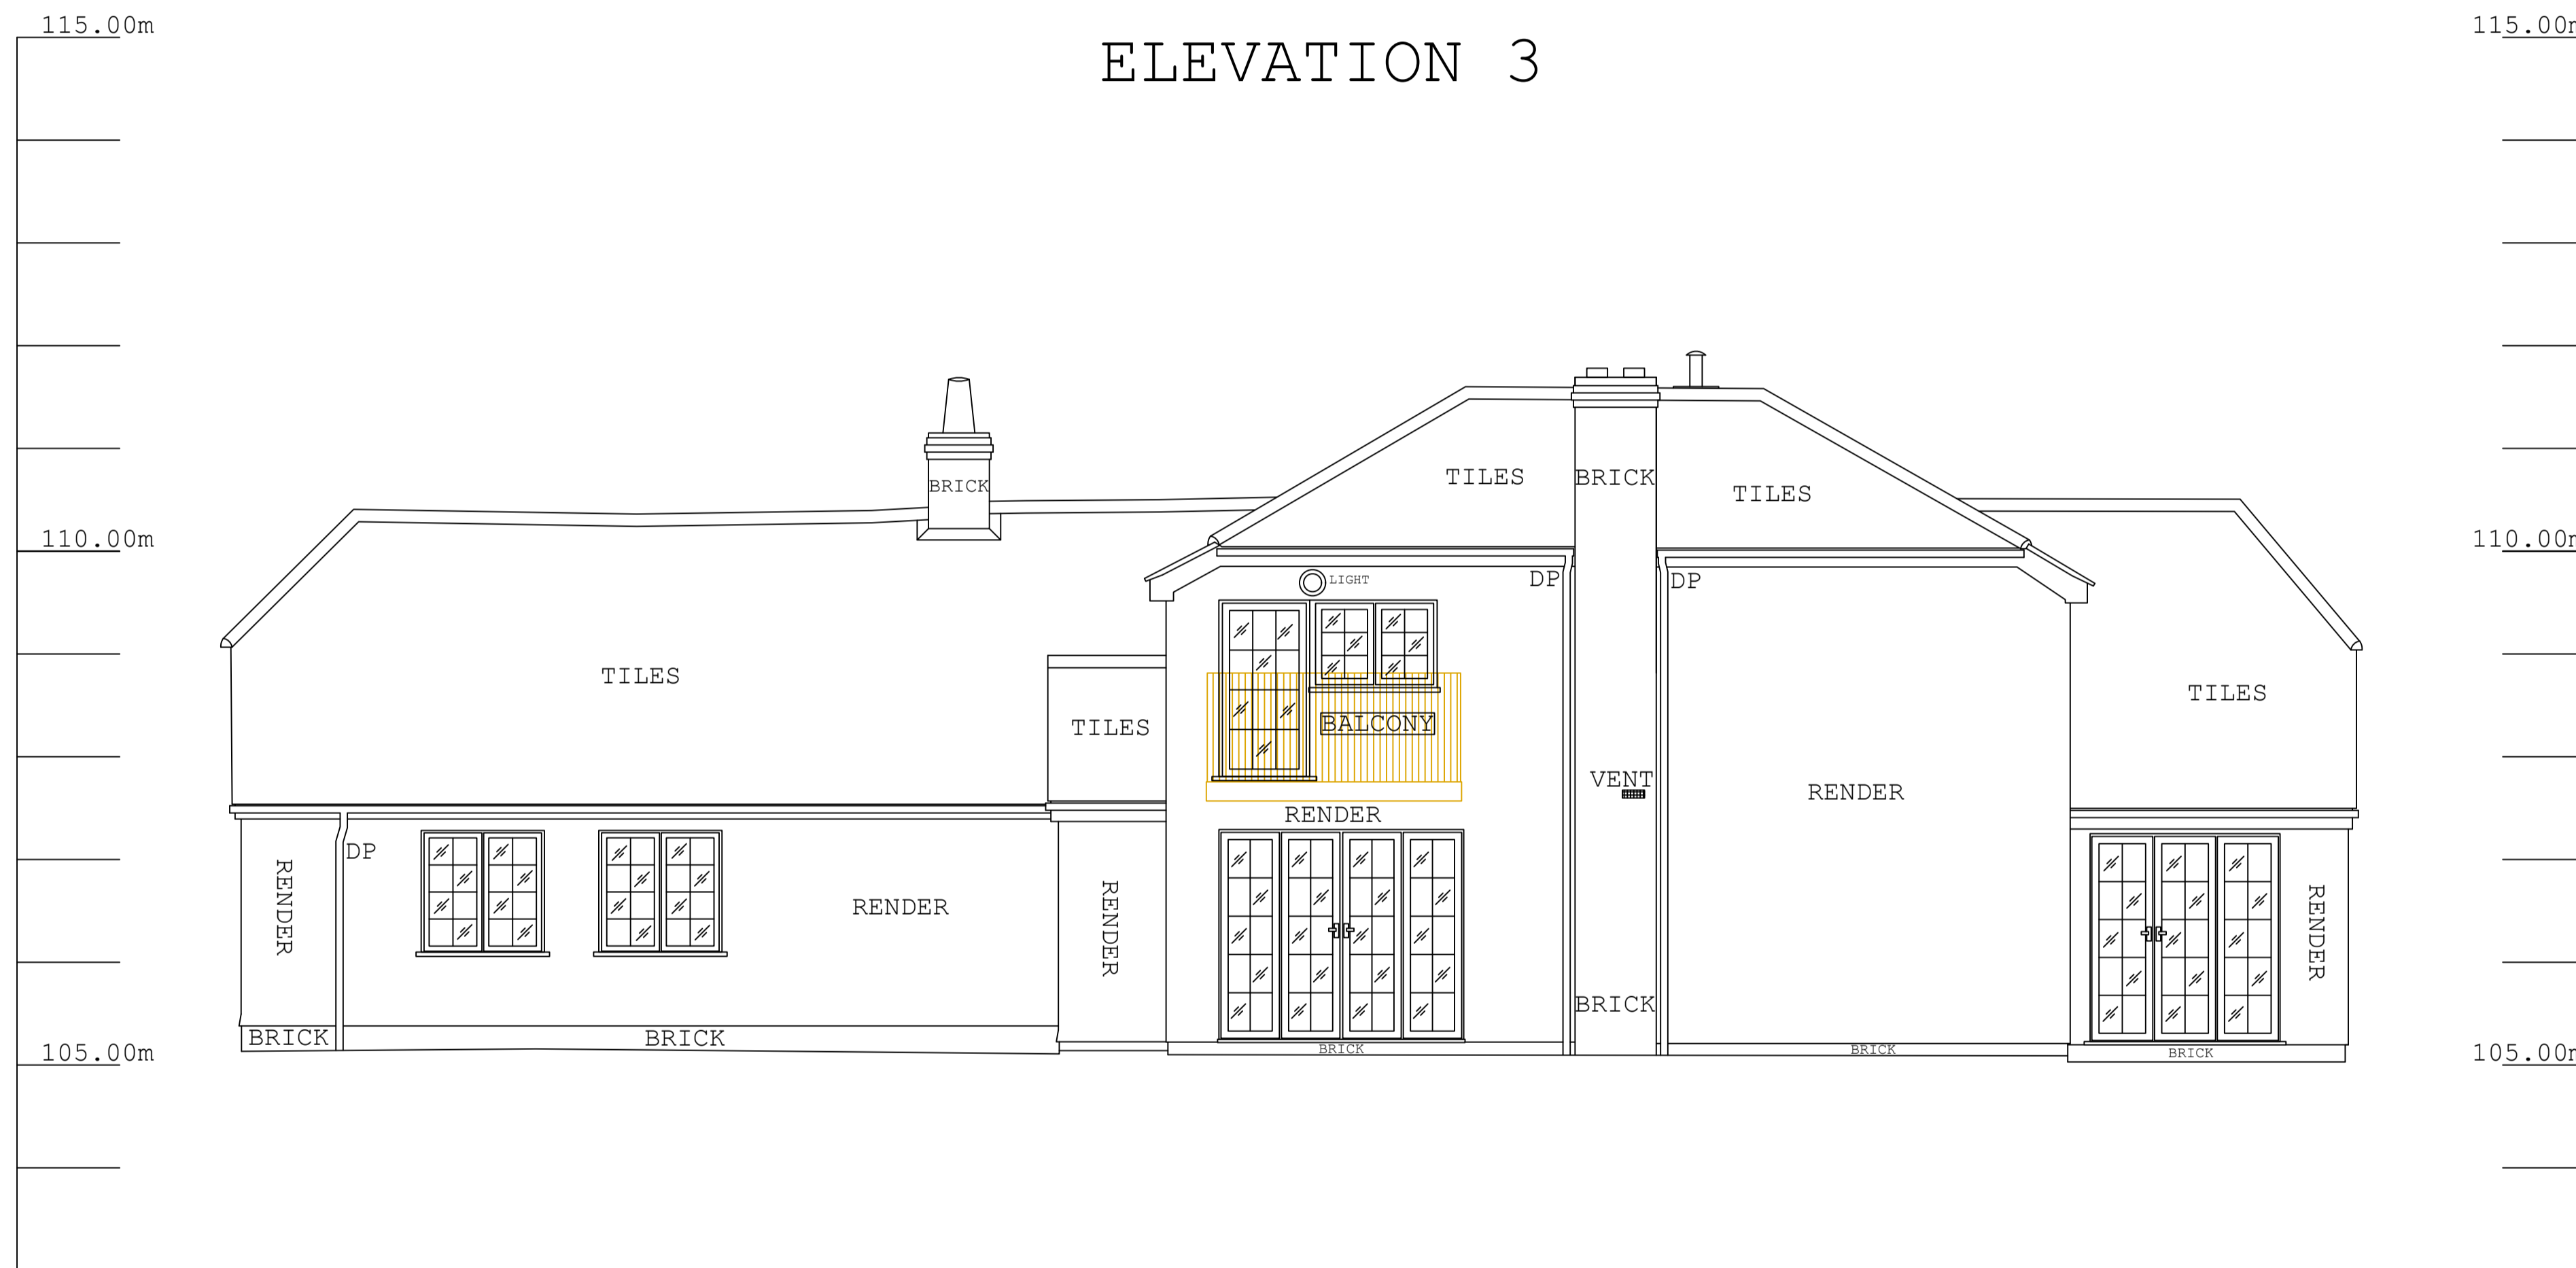 115.00m
115.00m
ELEVATION 3
TILES
BRICK
BRICK
TILES
110.00m
110.00m
LIGHT
DP
DP
TILES
TILES
TILES
BALCONY
VENT
RENDER
RENDER
DP
RENDER
RENDER
RENDER
RENDER
BRICK
BRICK
BRICK
BRICK
BRICK
BRICK
105.00m
105.00m